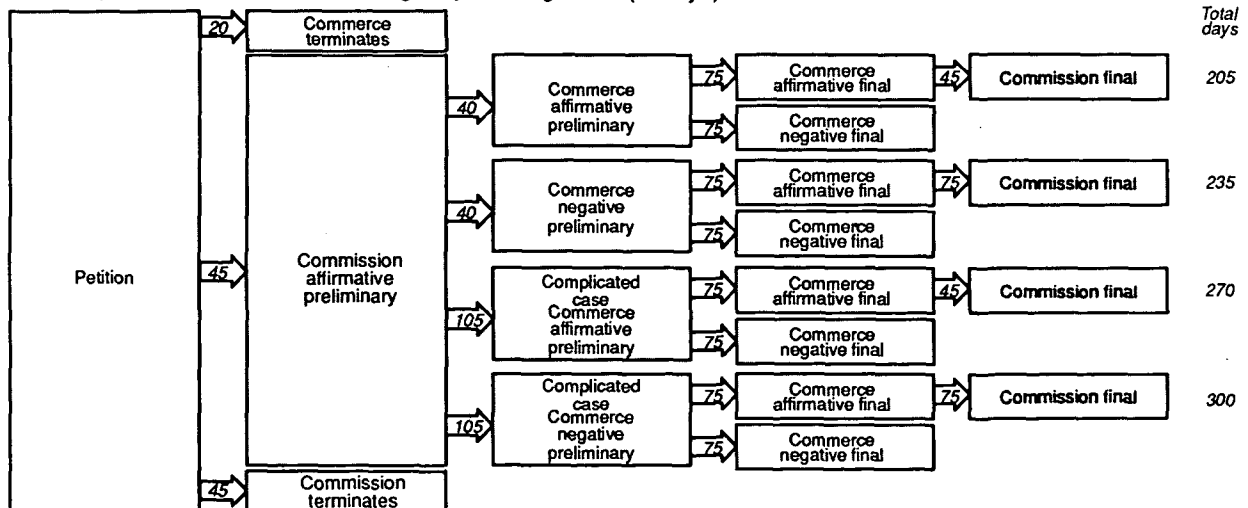 Total
days
20
Commerce
terminates
Petition
45
Commission
affirmative
preliminary
40
Commerce
affirmative
preliminary
75
Commerce
affirmative final
45
Commission final
205
75
Commerce
negative final
40
Commerce
negative
preliminary
75
Commerce
affirmative final
75
Commission final
235
75
Commerce
negative final
105
Complicated
case
Commerce
affirmative
preliminary
75
Commerce
affirmative final
45
Commission final
270
75
Commerce
negative final
105
Complicated
case
Commerce
negative
preliminary
75
Commerce
affirmative final
75
Commission final
300
75
Commerce
negative final
45
Commission
terminates